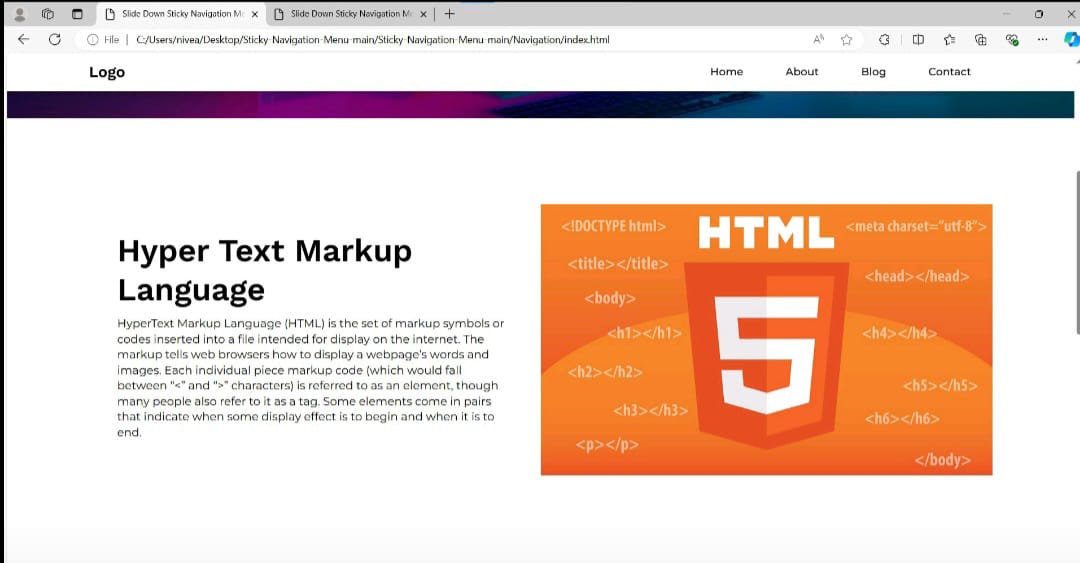 Slide Down Sticky Navigation M
Slide Down Sticky Navigation M
File
C:/Users/nivea/Desktop/Sticky-Navigation-Menu-main/Sticky-Navigation-Menu-main/Navigation/index.html
Logo
Home About Blog Contact
Hyper Text Markup
Language
HyperText Markup Language (HTML) is the set of markup symbols or
codes inserted into a file intended for display on the internet. The
markup tells web browsers how to display a webpage's words and
images. Each individual piece markup code (which would fall
between "<" and ">" characters) is referred to as an element, though
many people also refer to it as a tag. Some elements come in pairs
that indicate when some display effect is to begin and when it is to
end.
<!DOCTYPE html>
HTML
<meta charset="utf-8">
<title></title>
<head></head>
<body>
5
<h1></h1>
<h4></h4>
<h2></h2>
<h5></h5>
<h3></h3>
<h6></h6>
<p></p>
</body>